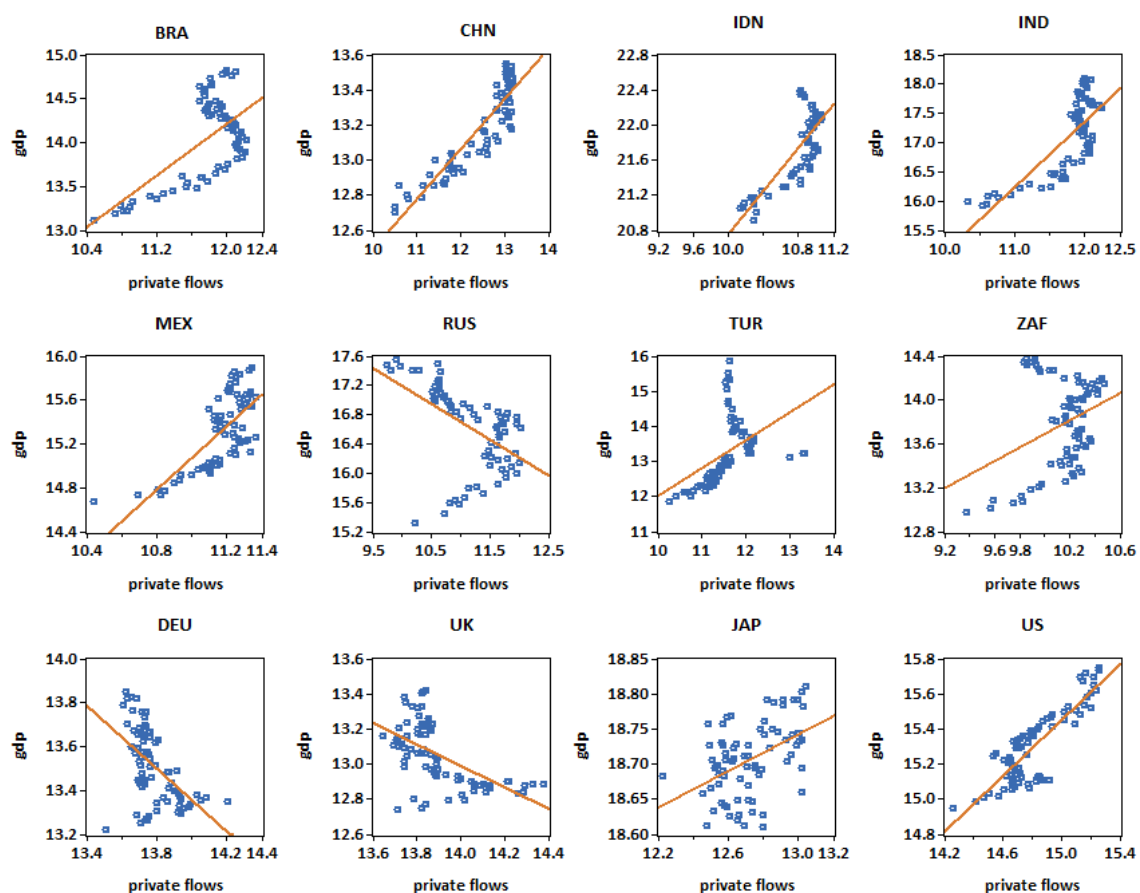 BRA CHN IDN IND
15.0 13.6 22.8 18.5
18.0
14.5 13.4 22.4 17.5
14.0 13.2 22.0 17.0
gdp gdp gdp gdp
13.0 21.6 16.5
13.5 12.8 21.2 16.0
13.0 12.6 20.8 15.5
10.4 11.2 12.0 12.4 10 11 12 13 14 9.2 9.6 10.0 10.8 11.2 10.0 11.0 12.0 12.5
private flows private flows private flows private flows
MEX RUS TUR ZAF
16.0 17.6 16 14.4
17.2 15
15.6 16.8 14 14.0
15.2 16.4 13 13.6
gdp gdp gdp gdp
16.0
14.8 15.6 12 13.2
14.4 15.2 11 12.8
10.4 10.8 11.2 11.4 9.5 10.5 11.5 12.5 10 11 12 13 14 9.2 9.6 9.8 10.2 10.6
private flows private flows private flows private flows
DEU UK JAP US
14.0 13.6 18.85 15.8
13.8 13.4 18.80 15.6
13.2 15.4
13.6 13.0 18.70 15.2
gdp gdp gdp gdp
13.4 12.8 18.65 15.0
13.2 12.6 18.60 14.8
13.4 13.8 14.2 14.4 13.6 14.0 14.4 12.2 12.6 13.0 13.2 14.2 14.6 15.0 15.4
private flows private flows private flows private flows